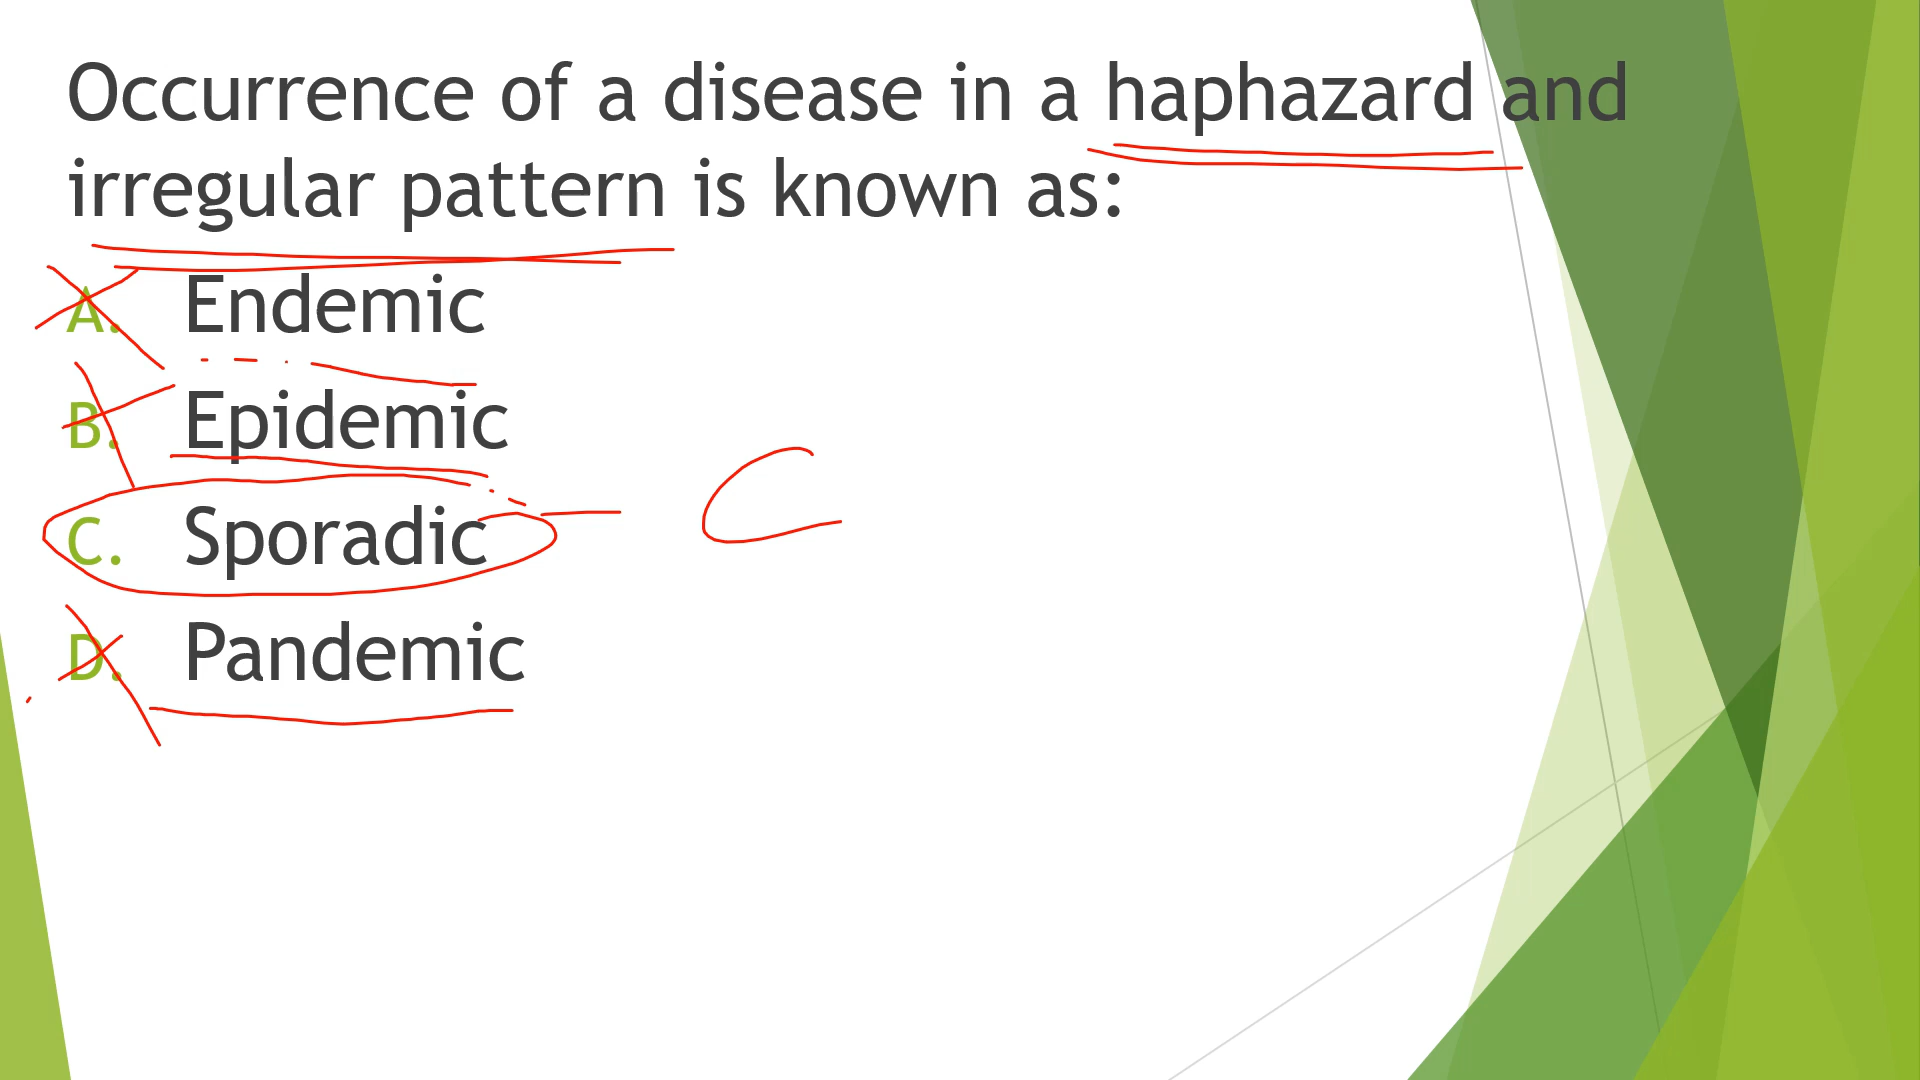 Occurrence of a disease in a haphazard and
irregular pattern is known as:
A. Endemic
B. Epidemic
C. Sporadic
C
D. Pandemic